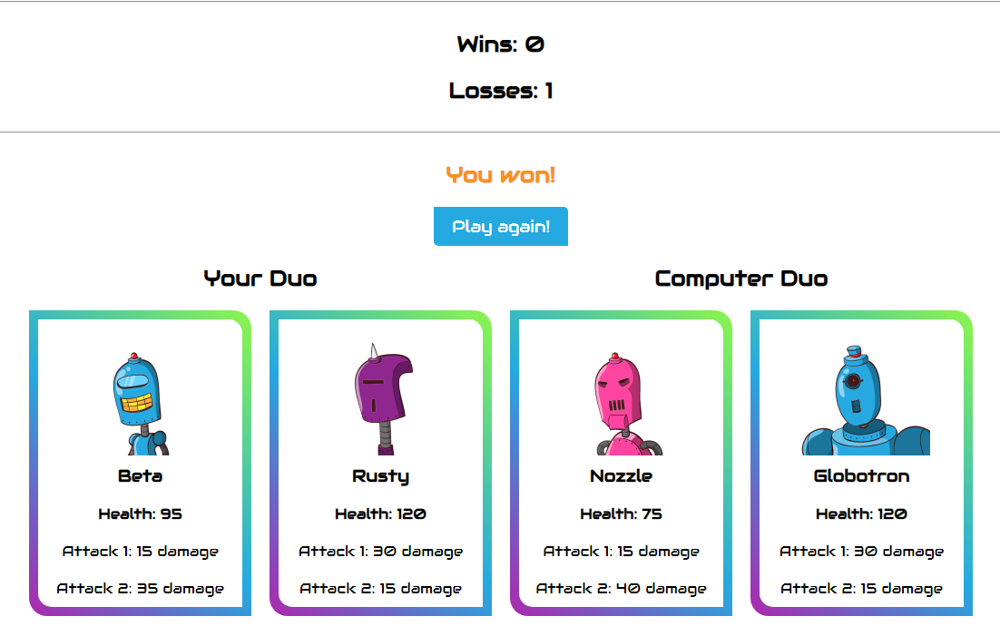 Wins: 0
Losses: 1
You won!
Play again!
Your Duo
Computer Duo
Beta
Health: 95
Attack 1: 15 damage
Attack 2: 35 damage
Rusty
Health: 120
Attack 1: 30 damage
Attack 2: 15 damage
Nozzle
Health: 75
Attack 1: 15 damage
Attack 2: 40 damage
Globotron
Health: 120
Attack 1: 30 damage
Attack 2: 15 damage